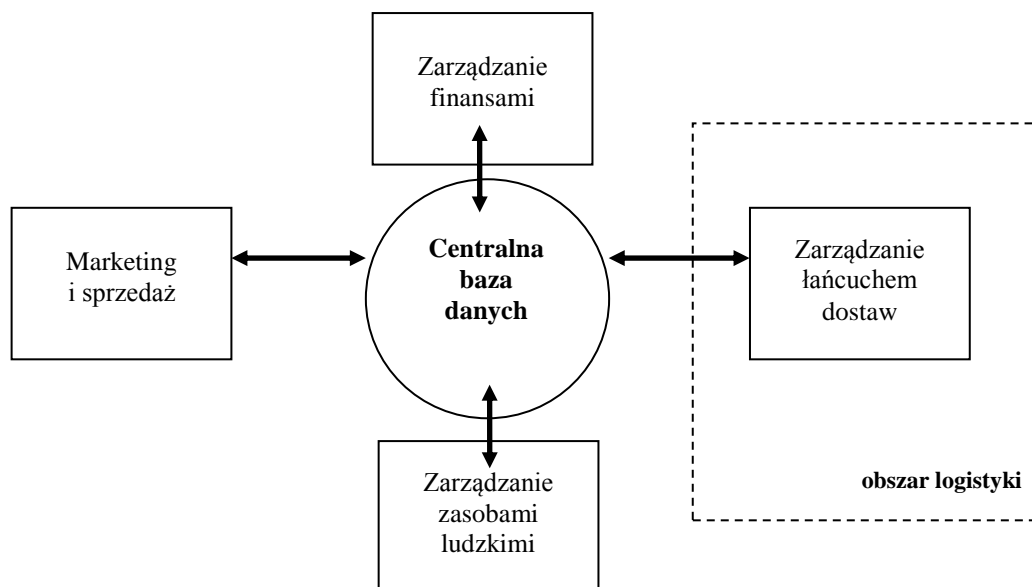 Zarządzanie
finansami
Marketing
i sprzedaż
Centralna
baza
danych
Zarządzanie
łańcuchem
dostaw
Zarządzanie
zasobami
ludzkimi
obszar logistyki